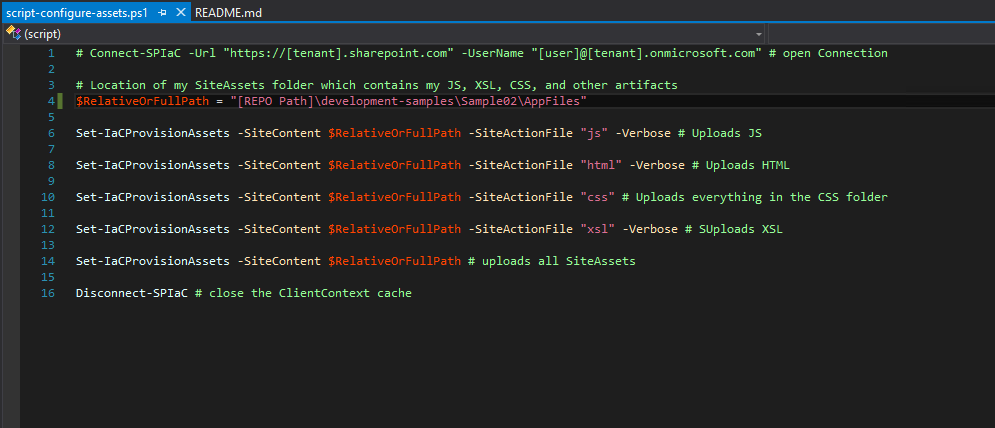 script-configure-assets.ps1 README.md
(script)
1 # Connect-SPIaC -Url "https://[tenant].sharepoint.com" -UserName "[user]@[tenant].onmicrosoft.com" # open Connection
2
3 # Location of my SiteAssets folder which contains my JS, XSL, CSS, and other artifacts
4 $RelativeOrFullPath = "[REPO Path]\development-samples\Sample02\AppFiles"
5
6 Set-IaCProvisionAssets -SiteContent $RelativeOrFullPath -SiteActionFile "js" -Verbose # Uploads JS
7
8 Set-IaCProvisionAssets -SiteContent $RelativeOrFullPath -SiteActionFile "html" -Verbose # Uploads HTML
9
10 Set-IaCProvisionAssets -SiteContent $RelativeOrFullPath -SiteActionFile "css" # Uploads everything in the CSS folder
11
12 Set-IaCProvisionAssets -SiteContent $RelativeOrFullPath -SiteActionFile "xsl" -Verbose # SUploads XSL
13
14 Set-IaCProvisionAssets -SiteContent $RelativeOrFullPath # uploads all SiteAssets
15
16 Disconnect-SPIaC # close the ClientContext cache